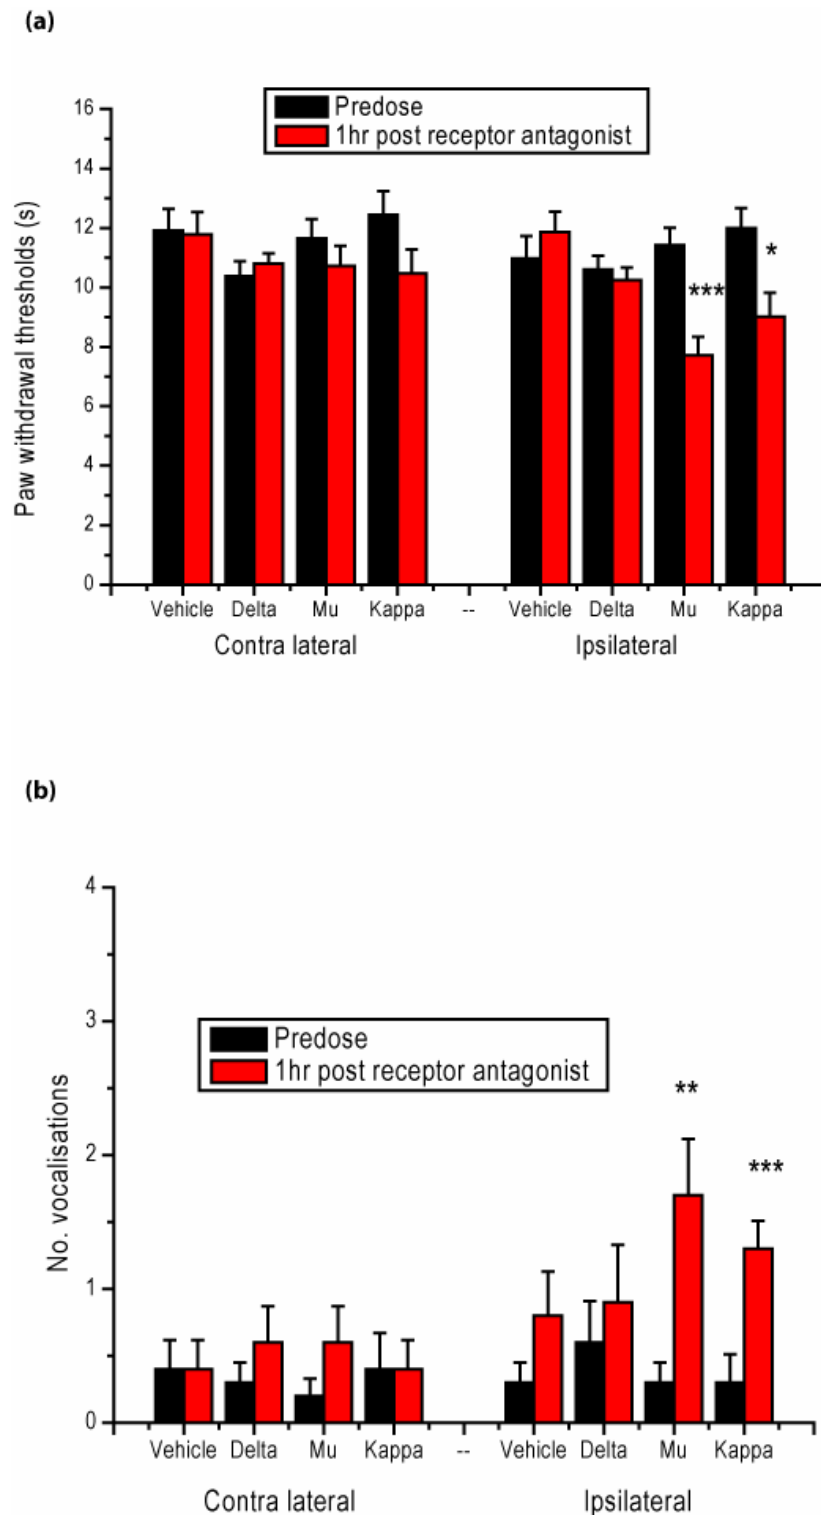 (a)
Predose
1hr post receptor antagonist
16
14
12
10
8
6
4
2
0
Paw withdrawal thresholds (s)
***
*
Vehicle Delta Mu Kappa -- Vehicle Delta Mu Kappa
Contra lateral Ipsilateral
(b)
4
3
2
1
0
No. vocalisations
Predose
1hr post receptor antagonist
**
***
Vehicle Delta Mu Kappa -- Vehicle Delta Mu Kappa
Contra lateral Ipsilateral